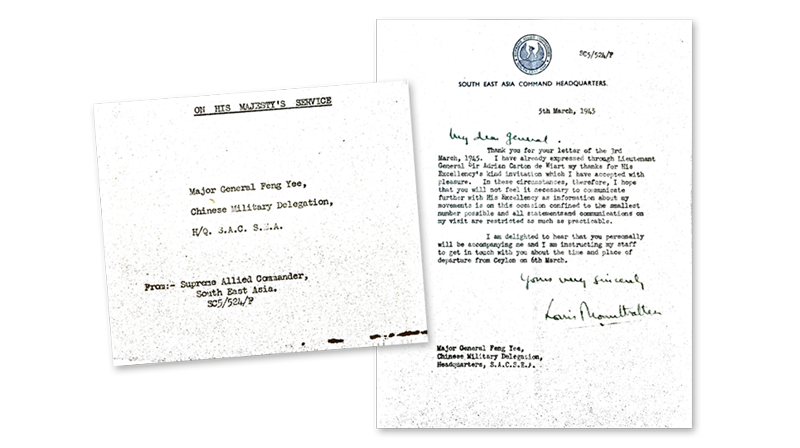 ON HIS MAJESTY'S SERVICE
Major General Feng Yee,
Chinese Military Delegation,
H/Q. S.A.C. S.E.A.
From:- Supreme Allied Commander,
South East Asia.
SC5/524/P
SC5/524/P
SOUTH EAST ASIA COMMAND HEADQUARTERS.
5th March, 1945
My dear General.
Thank you for your letter of the 3rd
March, 1945. I have already expressed through Lieutenant
General Sir Adrian Carton de Wiart my thanks for His
Excellency's kind invitation which I have accepted with
pleasure. In these circumstances, therefore, I hope
that you will not feel it necessary to communicate
further with His Excellency as information about my
movements is on this occasion confined to the smallest
number possible and all statements and communications on
my visit are restricted as much as practicable.
I am delighted to hear that you personally
will be accompanying me and I am instructing my staff
to get in touch with you about the time and place of
departure from Ceylon on 6th March.
Yours very sincerely
Louis Mountbatten
Major General Feng Yee,
Chinese Military Delegation,
Headquarters, S.A.C.S.E.A.